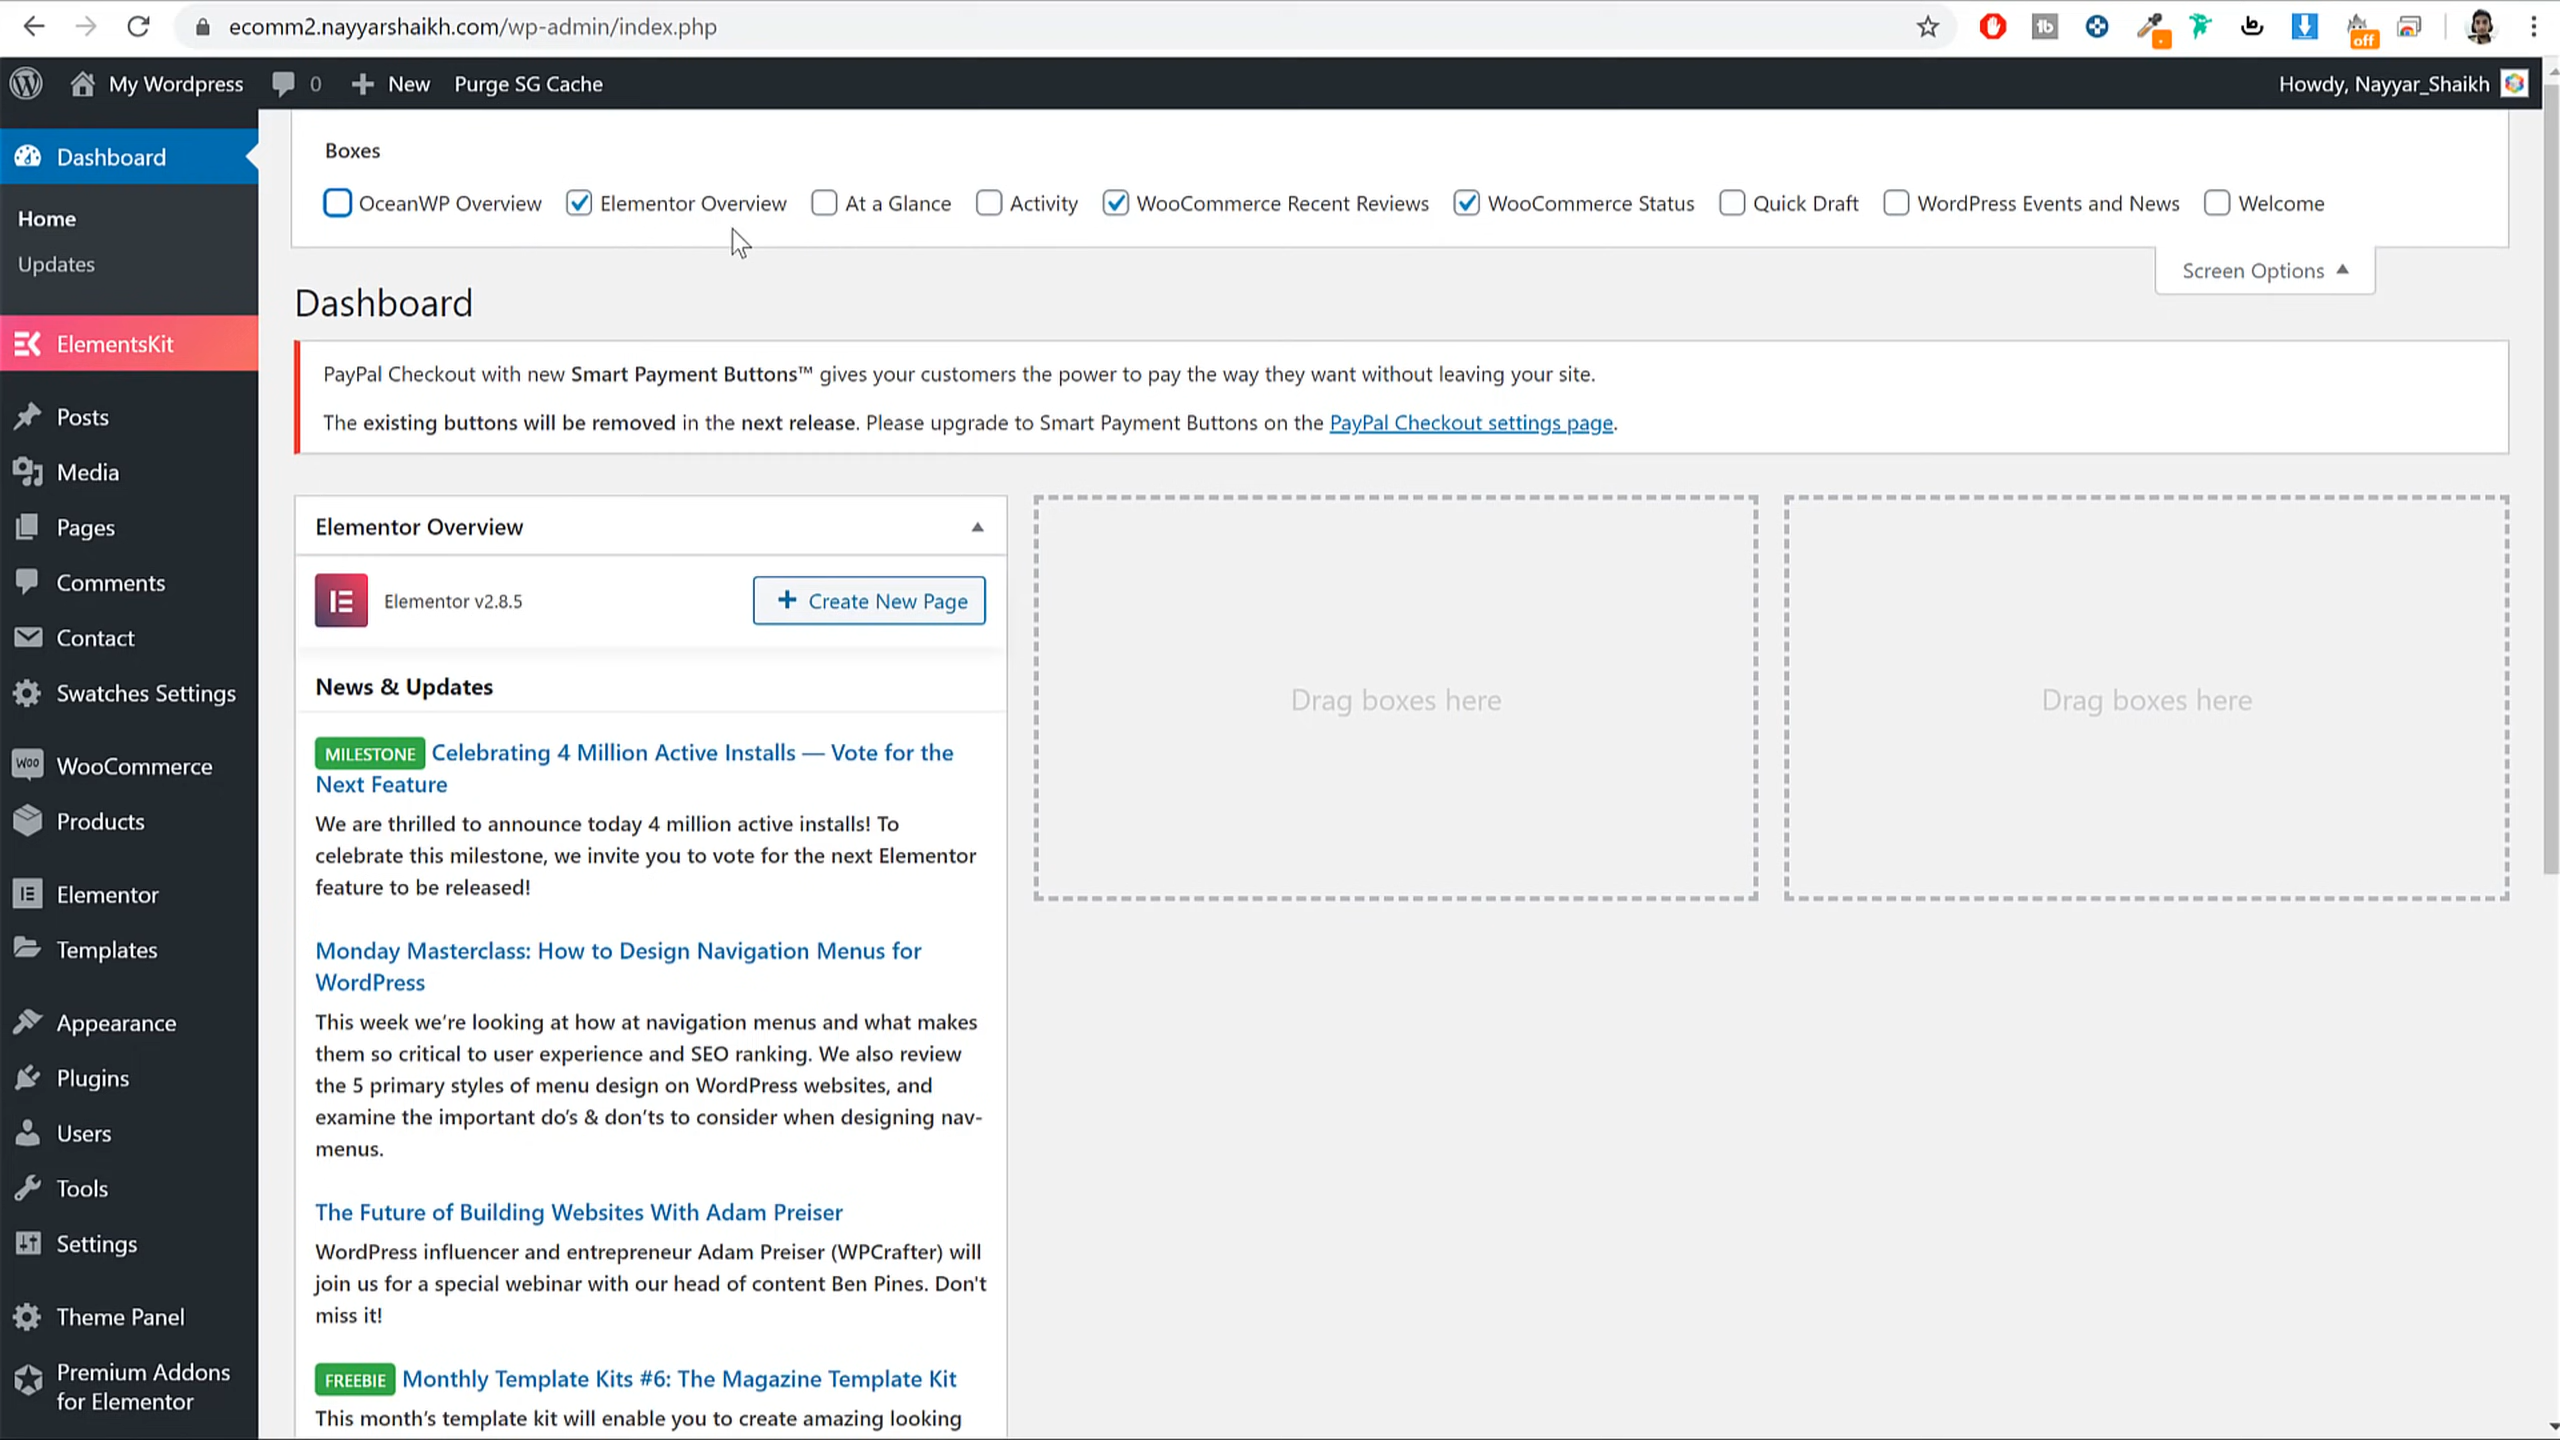 ecomm2.nayyarshaikh.com/wp-admin/index.php
off
My Wordpress 0 New Purge SG Cache Howdy, Nayyar_Shaikh
Dashboard
Home
Updates
ElementsKit
Posts
Media
Pages
Comments
Contact
Swatches Settings
WooCommerce
Products
Elementor
Templates
Appearance
Plugins
Users
Tools
Settings
Theme Panel
Premium Addons
for Elementor
Boxes
OceanWP Overview Elementor Overview At a Glance Activity WooCommerce Recent Reviews WooCommerce Status Quick Draft WordPress Events and News Welcome
Screen Options
Dashboard
PayPal Checkout with new Smart Payment Buttons™ gives your customers the power to pay the way they want without leaving your site.
The existing buttons will be removed in the next release. Please upgrade to Smart Payment Buttons on the PayPal Checkout settings page.
Elementor Overview
Elementor v2.8.5 + Create New Page
News & Updates
MILESTONE Celebrating 4 Million Active Installs — Vote for the
Next Feature
We are thrilled to announce today 4 million active installs! To
celebrate this milestone, we invite you to vote for the next Elementor
feature to be released!
Monday Masterclass: How to Design Navigation Menus for
WordPress
This week we’re looking at how at navigation menus and what makes
them so critical to user experience and SEO ranking. We also review
the 5 primary styles of menu design on WordPress websites, and
examine the important do’s & don’ts to consider when designing nav-
menus.
The Future of Building Websites With Adam Preiser
WordPress influencer and entrepreneur Adam Preiser (WPCrafter) will
join us for a special webinar with our head of content Ben Pines. Don't
miss it!
FREEBIE Monthly Template Kits #6: The Magazine Template Kit
This month’s template kit will enable you to create amazing looking
Drag boxes here
Drag boxes here